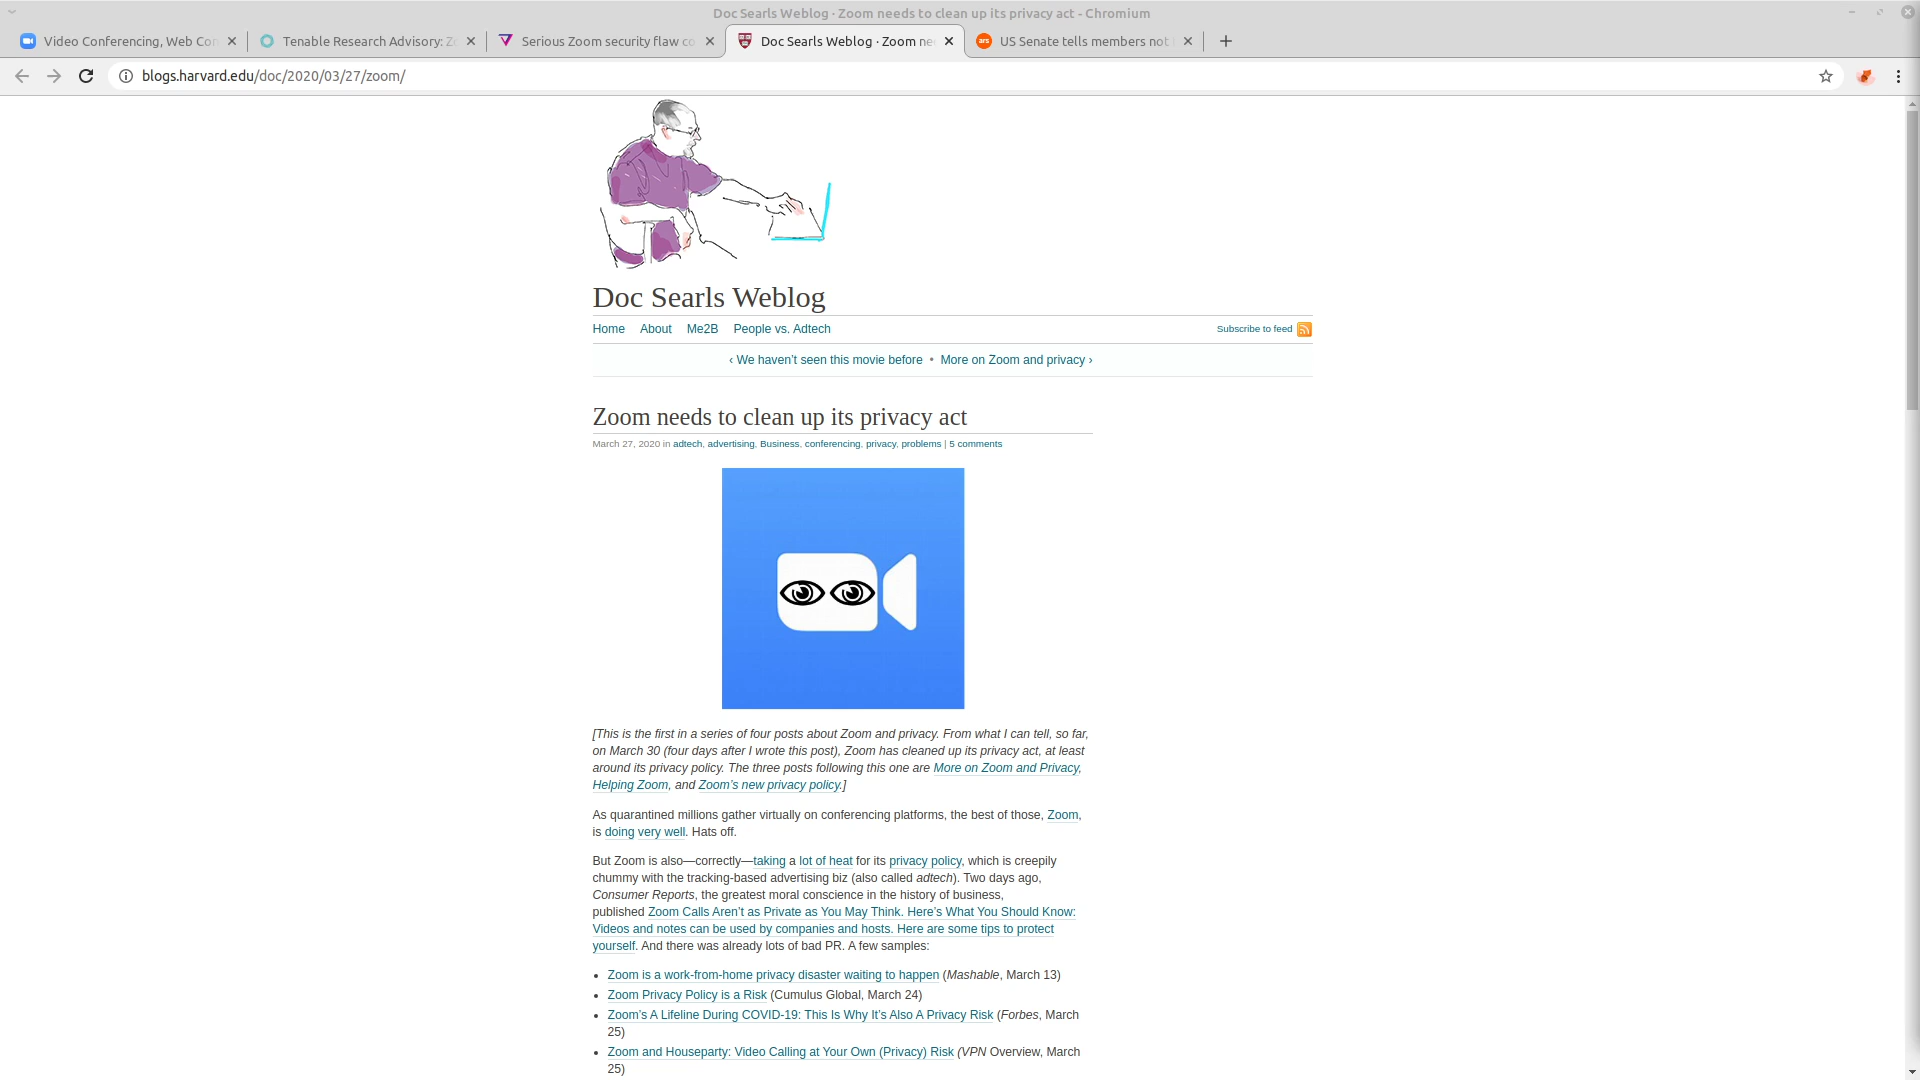 Doc Searls Weblog · Zoom needs to clean up its privacy act - Chromium
Video Conferencing, Web Con
Tenable Research Advisory: Zo
Serious Zoom security flaw co
Doc Searls Weblog · Zoom nee
ars
US Senate tells members not
blogs.harvard.edu/doc/2020/03/27/zoom/
Doc Searls Weblog
Home About Me2B People vs. Adtech Subscribe to feed
‹ We haven’t seen this movie before • More on Zoom and privacy ›
Zoom needs to clean up its privacy act
March 27, 2020 in adtech, advertising, Business, conferencing, privacy, problems | 5 comments
[This is the first in a series of four posts about Zoom and privacy. From what I can tell, so far,
on March 30 (four days after I wrote this post), Zoom has cleaned up its privacy act, at least
around its privacy policy. The three posts following this one are More on Zoom and Privacy,
Helping Zoom, and Zoom’s new privacy policy.]
As quarantined millions gather virtually on conferencing platforms, the best of those, Zoom,
is doing very well. Hats off.
But Zoom is also—correctly—taking a lot of heat for its privacy policy, which is creepily
chummy with the tracking-based advertising biz (also called adtech). Two days ago,
Consumer Reports, the greatest moral conscience in the history of business,
published Zoom Calls Aren’t as Private as You May Think. Here’s What You Should Know:
Videos and notes can be used by companies and hosts. Here are some tips to protect
yourself. And there was already lots of bad PR. A few samples:
• Zoom is a work-from-home privacy disaster waiting to happen (Mashable, March 13)
• Zoom Privacy Policy is a Risk (Cumulus Global, March 24)
• Zoom’s A Lifeline During COVID-19: This Is Why It’s Also A Privacy Risk (Forbes, March
25)
• Zoom and Houseparty: Video Calling at Your Own (Privacy) Risk (VPN Overview, March
25)